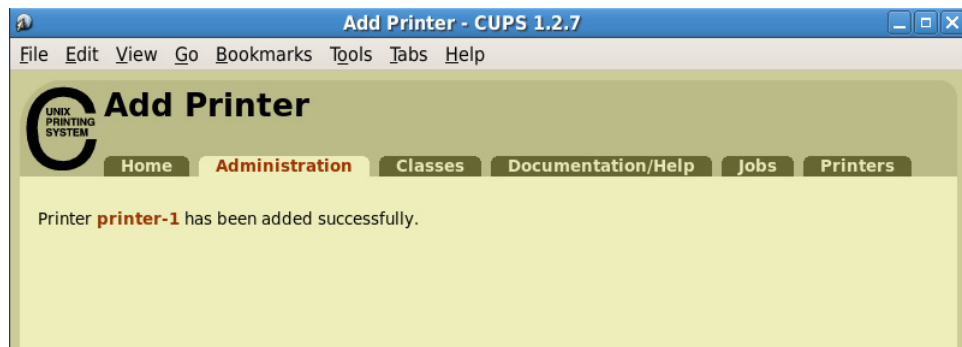 Add Printer - CUPS 1.2.7
File Edit View Go Bookmarks Tools Tabs Help
UNIX
PRINTING
SYSTEM
Add Printer
Home Administration Classes Documentation/Help Jobs Printers
Printer printer-1 has been added successfully.